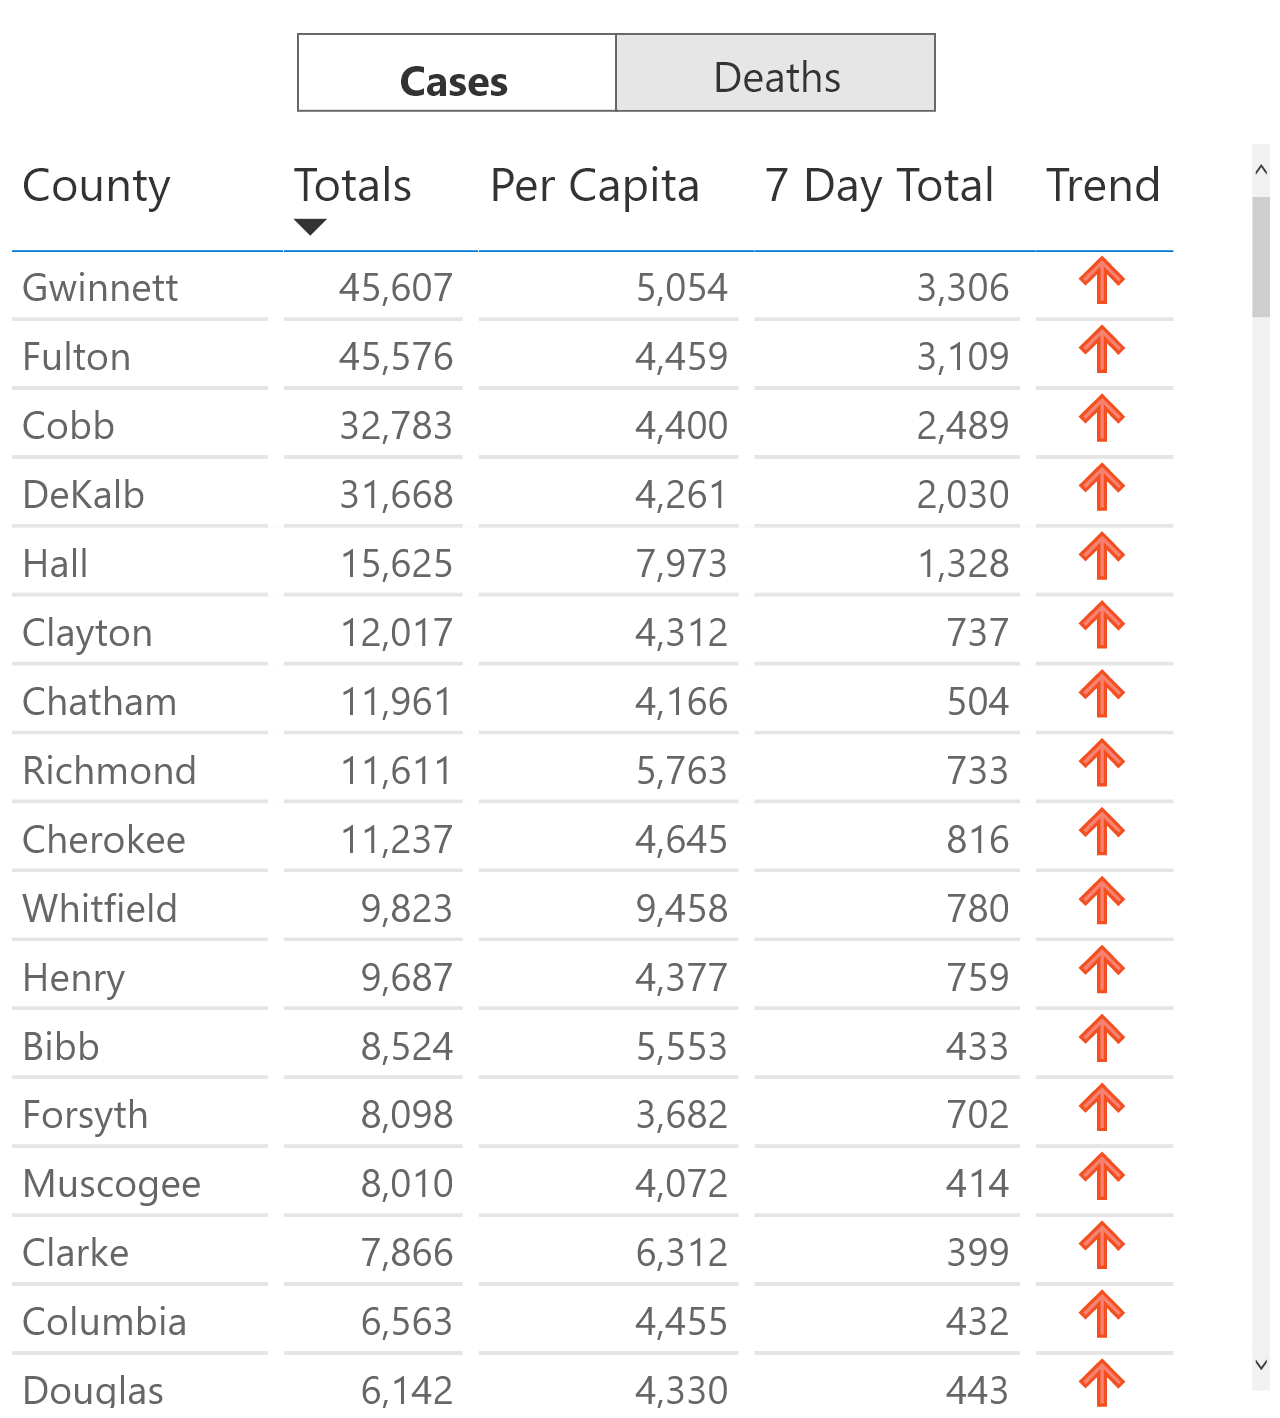 Cases Deaths
County Totals Per Capita 7 Day Total Trend
Gwinnett 45,607 5,054 3,306
Fulton 45,576 4,459 3,109
Cobb 32,783 4,400 2,489
DeKalb 31,668 4,261 2,030
Hall 15,625 7,973 1,328
Clayton 12,017 4,312 737
Chatham 11,961 4,166 504
Richmond 11,611 5,763 733
Cherokee 11,237 4,645 816
Whitfield 9,823 9,458 780
Henry 9,687 4,377 759
Bibb 8,524 5,553 433
Forsyth 8,098 3,682 702
Muscogee 8,010 4,072 414
Clarke 7,866 6,312 399
Columbia 6,563 4,455 432
Douglas 6,142 4,330 443